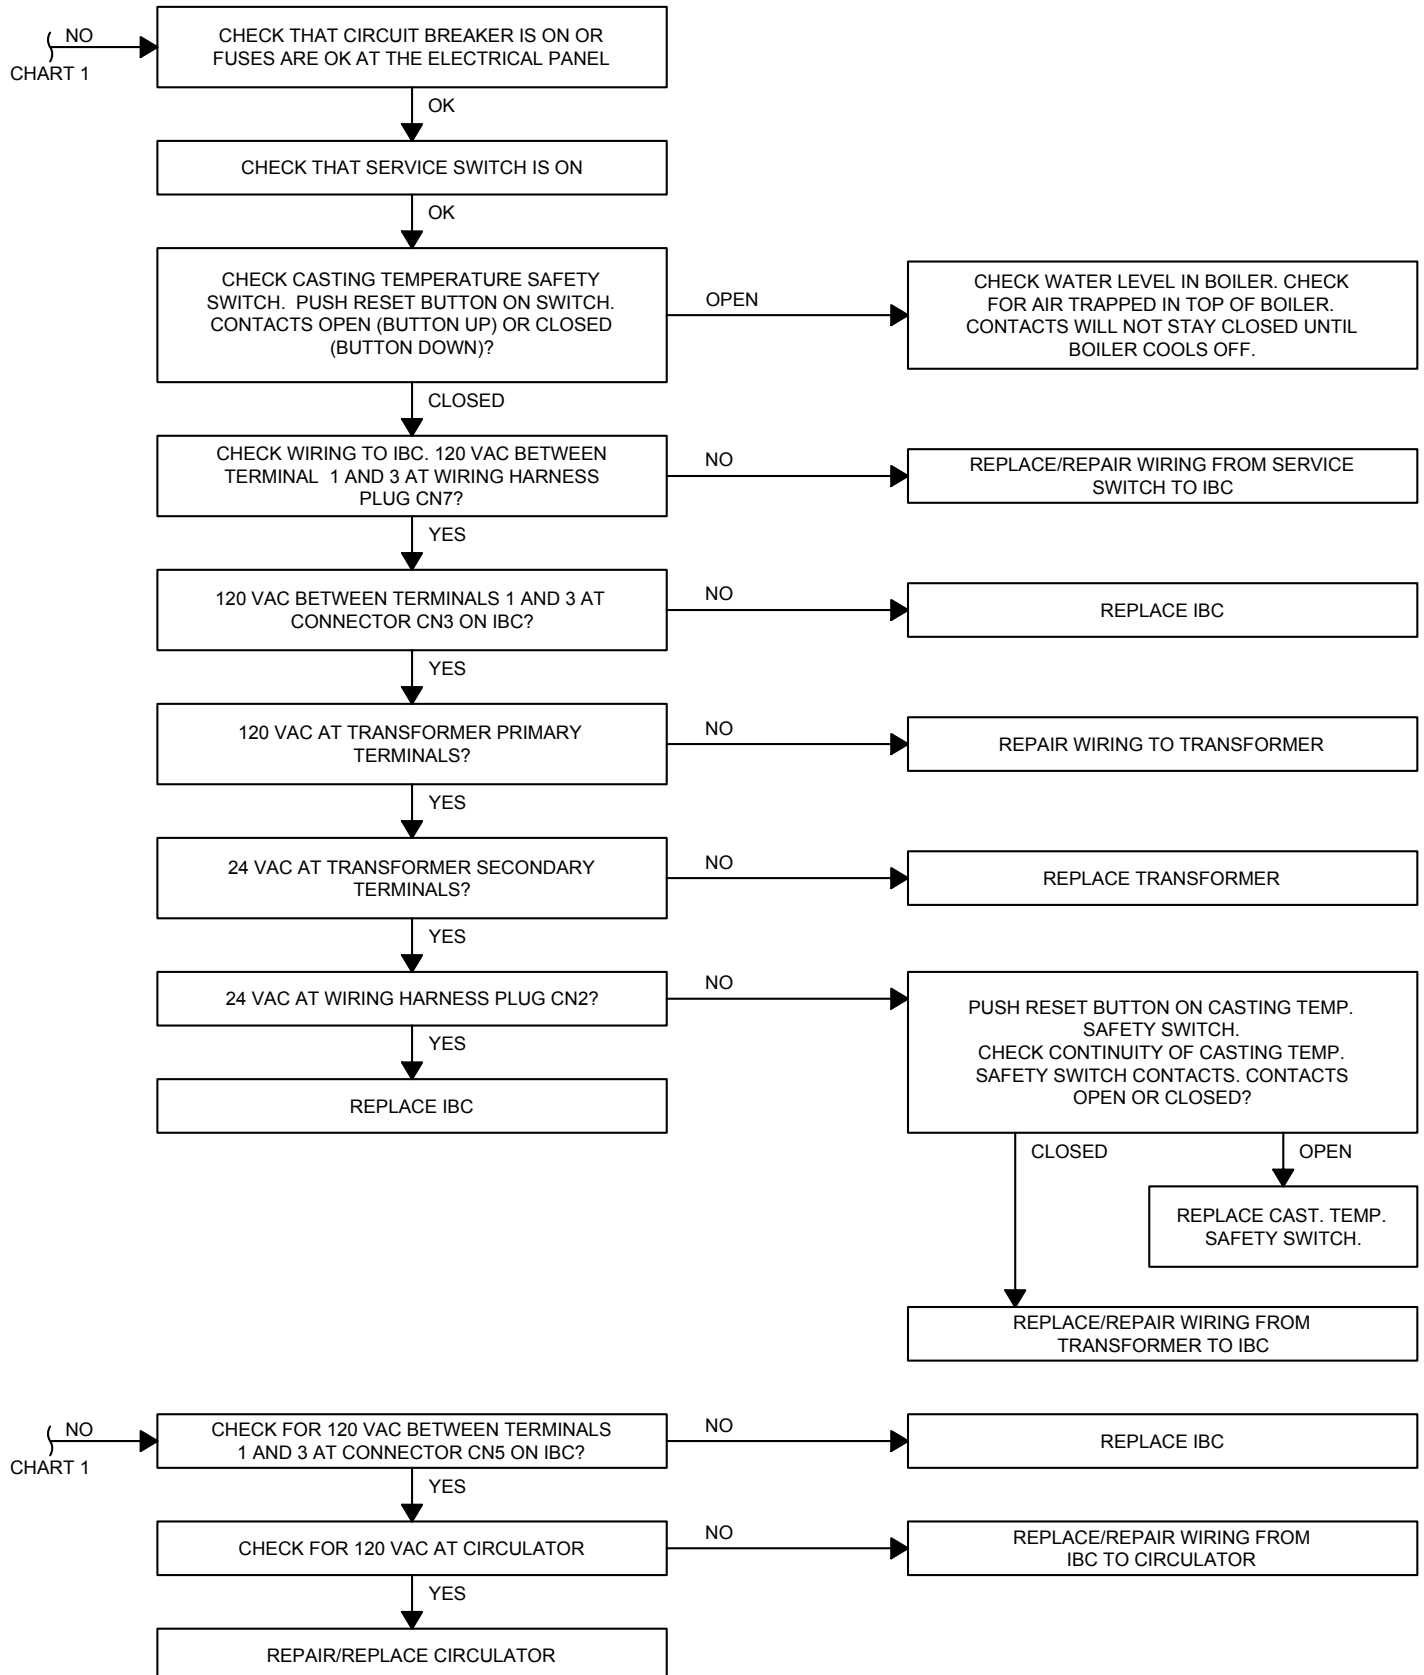 NO
CHART 1
CHECK THAT CIRCUIT BREAKER IS ON OR
FUSES ARE OK AT THE ELECTRICAL PANEL
OK
CHECK THAT SERVICE SWITCH IS ON
OK
CHECK CASTING TEMPERATURE SAFETY
SWITCH. PUSH RESET BUTTON ON SWITCH.
CONTACTS OPEN (BUTTON UP) OR CLOSED
(BUTTON DOWN)?
OPEN
CHECK WATER LEVEL IN BOILER. CHECK
FOR AIR TRAPPED IN TOP OF BOILER.
CONTACTS WILL NOT STAY CLOSED UNTIL
BOILER COOLS OFF.
CLOSED
CHECK WIRING TO IBC. 120 VAC BETWEEN
TERMINAL 1 AND 3 AT WIRING HARNESS
PLUG CN7?
NO
REPLACE/REPAIR WIRING FROM SERVICE
SWITCH TO IBC
YES
120 VAC BETWEEN TERMINALS 1 AND 3 AT
CONNECTOR CN3 ON IBC?
NO
REPLACE IBC
YES
120 VAC AT TRANSFORMER PRIMARY
TERMINALS?
NO
REPAIR WIRING TO TRANSFORMER
YES
24 VAC AT TRANSFORMER SECONDARY
TERMINALS?
NO
REPLACE TRANSFORMER
YES
24 VAC AT WIRING HARNESS PLUG CN2?
NO
PUSH RESET BUTTON ON CASTING TEMP.
SAFETY SWITCH.
CHECK CONTINUITY OF CASTING TEMP.
SAFETY SWITCH CONTACTS. CONTACTS
OPEN OR CLOSED?
YES
REPLACE IBC
CLOSED
OPEN
REPLACE CAST. TEMP.
SAFETY SWITCH.
REPLACE/REPAIR WIRING FROM
TRANSFORMER TO IBC
NO
CHART 1
CHECK FOR 120 VAC BETWEEN TERMINALS
1 AND 3 AT CONNECTOR CN5 ON IBC?
NO
REPLACE IBC
YES
CHECK FOR 120 VAC AT CIRCULATOR
NO
REPLACE/REPAIR WIRING FROM
IBC TO CIRCULATOR
YES
REPAIR/REPLACE CIRCULATOR